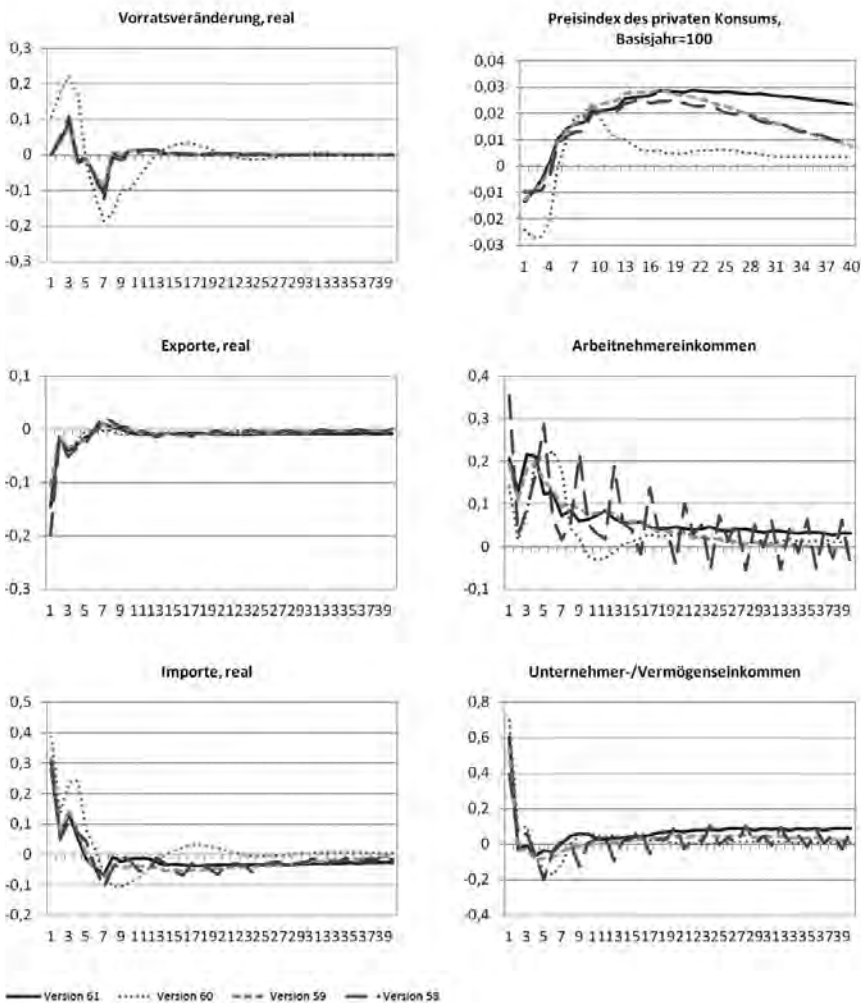 Vorratsveränderung, real
0,3
0,2
0,1
0
-0,1
-0,2
-0,3
1 3 5 7 9 111315171921232527293133353739
Preisindex des privaten Konsums,
Basisjahr=100
0,04
0,03
0,02
0,01
0
-0,01
-0,02
-0,03
1 4 7 10 13 16 19 22 25 28 31 34 37 40
Exporte, real
0,1
0
-0,1
-0,2
-0,3
1 3 5 7 9 111315171921232527293133353739
Arbeitnehmereinkommen
0,4
0,3
0,2
0,1
0
-0,1
1 3 5 7 9 111315171921232527293133353739
Importe, real
0,5
0,4
0,3
0,2
0,1
0
-0,1
-0,2
1 3 5 7 9 111315171921232527293133353739
Unternehmer-/Vermögenseinkommen
0,8
0,6
0,4
0,2
0
-0,2
-0,4
1 3 5 7 9 111315171921232527293133353739
Version 61 Version 60 Version 59 Version 58